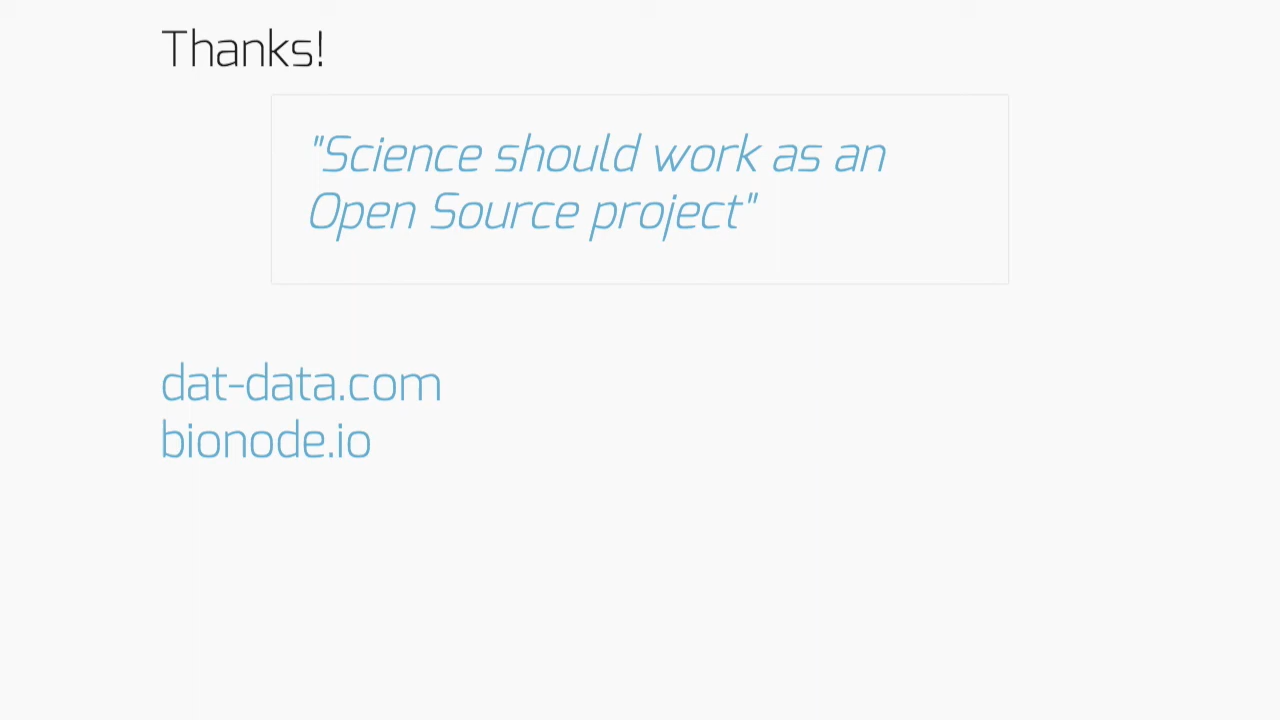 Thanks!
"Science should work as an
Open Source project"
dat-data.com
bionode.io